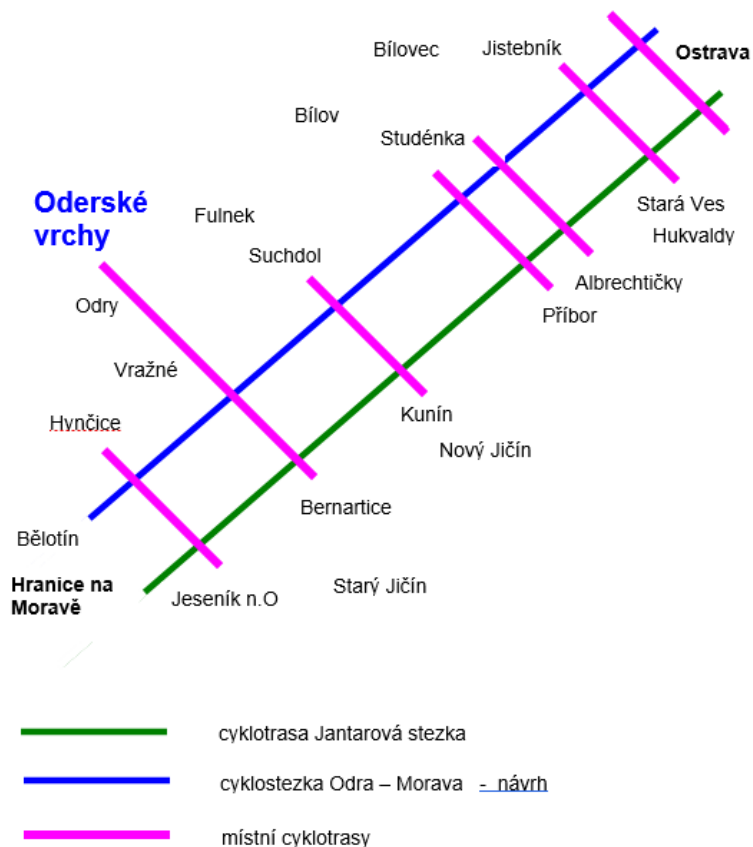 Bílovec
Jistebník
Ostrava
Bílov
Studénka
Oderské
vrchy
Fulnek
Stará Ves
Hukvaldy
Suchdol
Albrechtičky
Odry
Příbor
Vražné
Hynčice
Kunín
Nový Jičín
Bernartice
Bělotín
Hranice na
Moravě
Jeseník n.O
Starý Jičín
cyklotrasa Jantarová stezka
cyklostezka Odra – Morava - návrh
místní cyklotrasy